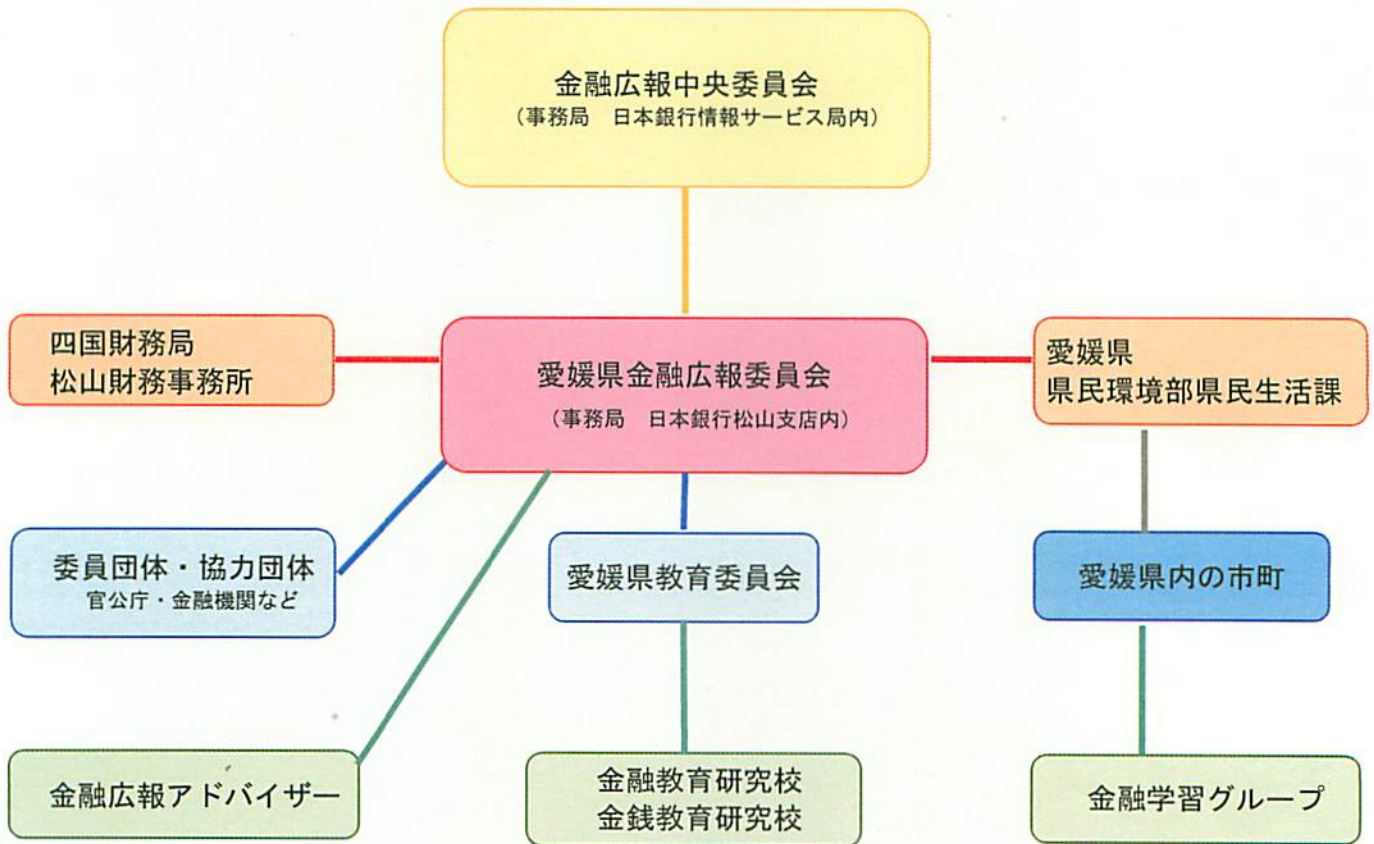 金融広報中央委員会
（事務局　日本銀行情報サービス局内）
四国財務局
松山財務事務所
愛媛県金融広報委員会
（事務局　日本銀行松山支店内）
愛媛県
県民環境部県民生活課
委員団体・協力団体
官公庁・金融機関など
愛媛県教育委員会
愛媛県内の市町
金融広報アドバイザー
金融教育研究校
金銭教育研究校
金融学習グループ